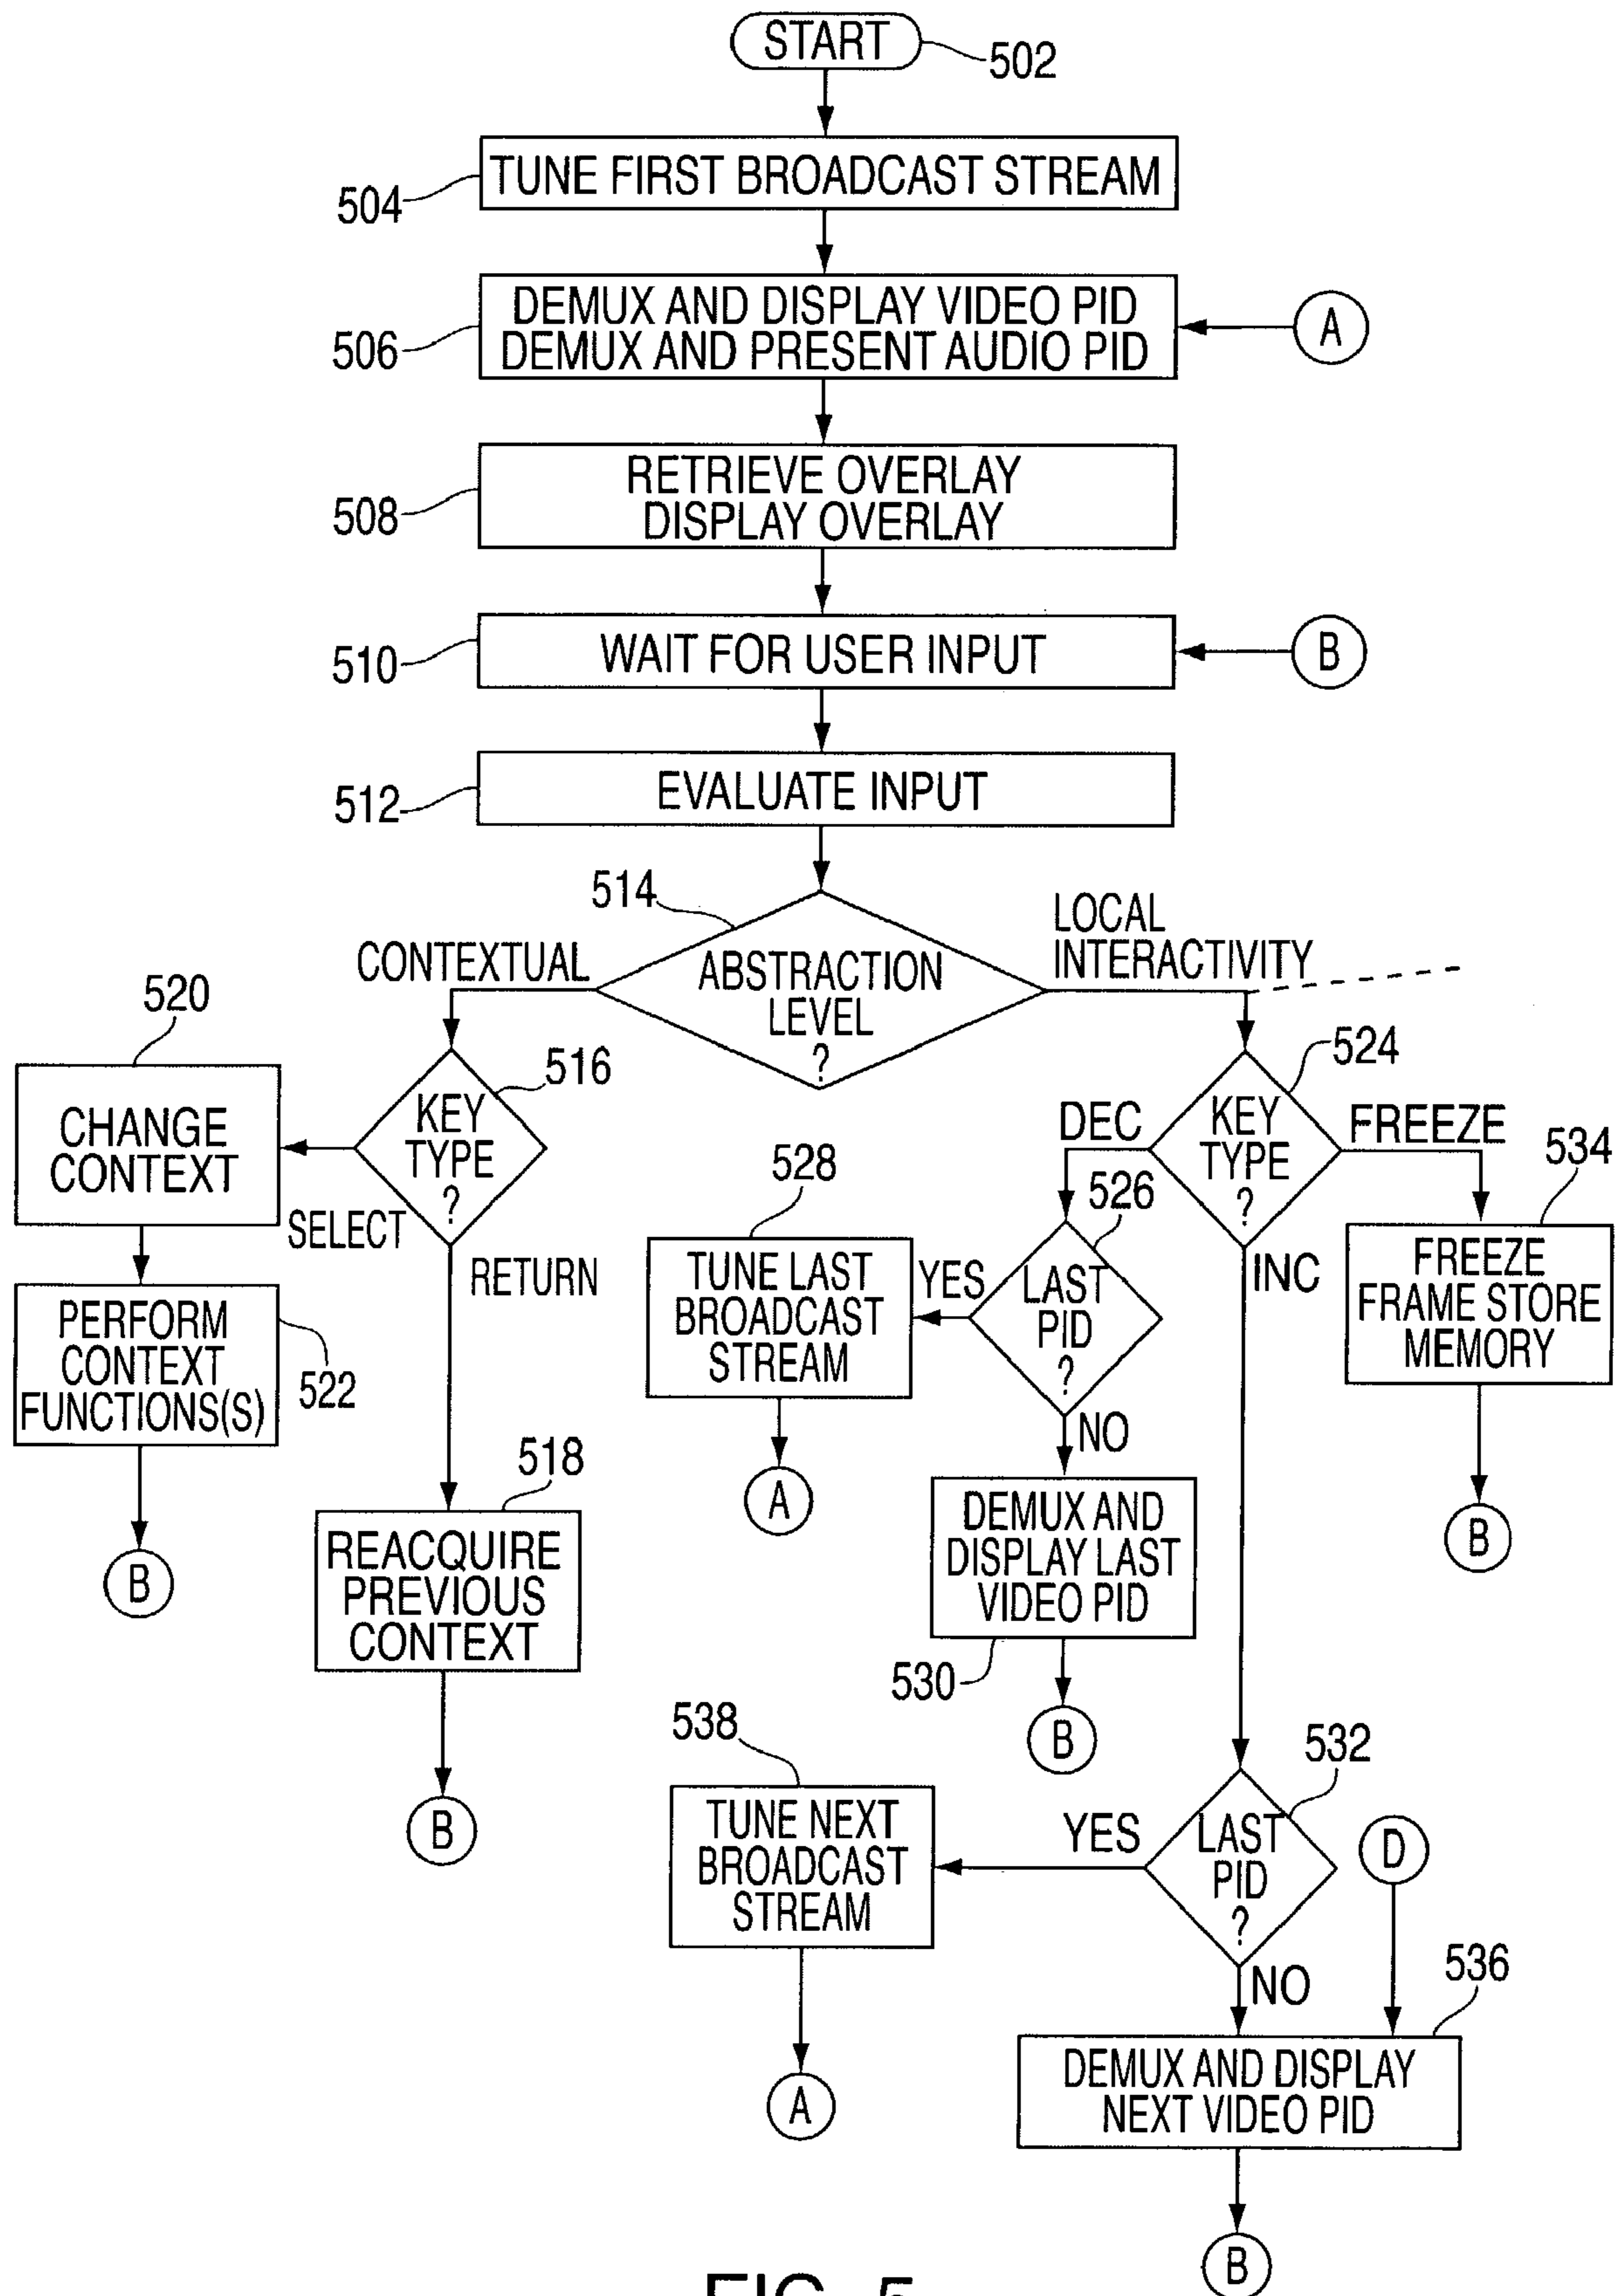 START
502
TUNE FIRST BROADCAST STREAM
504
DEMUX AND DISPLAY VIDEO PID
DEMUX AND PRESENT AUDIO PID
506
A
RETRIEVE OVERLAY
DISPLAY OVERLAY
508
WAIT FOR USER INPUT
510
B
EVALUATE INPUT
512
514
ABSTRACTION
LEVEL
?
CONTEXTUAL
LOCAL
INTERACTIVITY
520
CHANGE
CONTEXT
516
KEY
TYPE
?
SELECT
RETURN
PERFORM
CONTEXT
FUNCTIONS(S)
522
B
518
REACQUIRE
PREVIOUS
CONTEXT
B
524
KEY
TYPE
?
DEC
FREEZE
INC
534
FREEZE
FRAME STORE
MEMORY
B
526
LAST
PID
?
YES
NO
528
TUNE LAST
BROADCAST
STREAM
A
DEMUX AND
DISPLAY LAST
VIDEO PID
530
B
532
LAST
PID
?
YES
NO
538
TUNE NEXT
BROADCAST
STREAM
A
D
536
DEMUX AND DISPLAY
NEXT VIDEO PID
B
FIG. 5